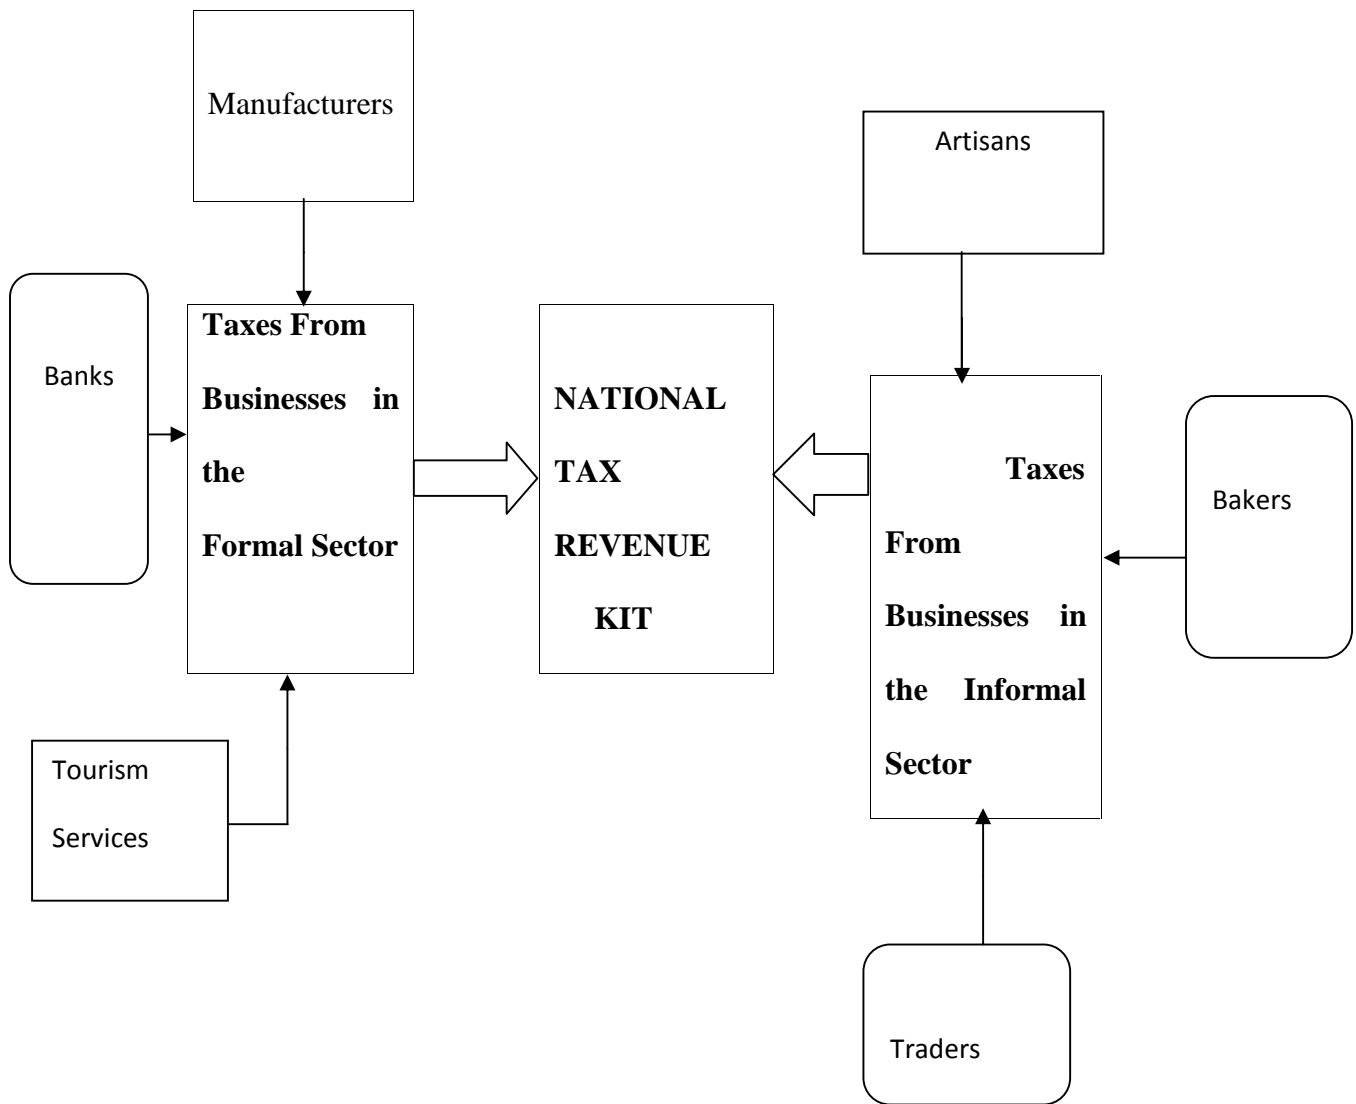 Manufacturers
Artisans
Banks
Taxes From
Businesses in
the
Formal Sector
NATIONAL
TAX
REVENUE
KIT
Taxes
From
Businesses in
the Informal
Sector
Bakers
Tourism
Services
Traders